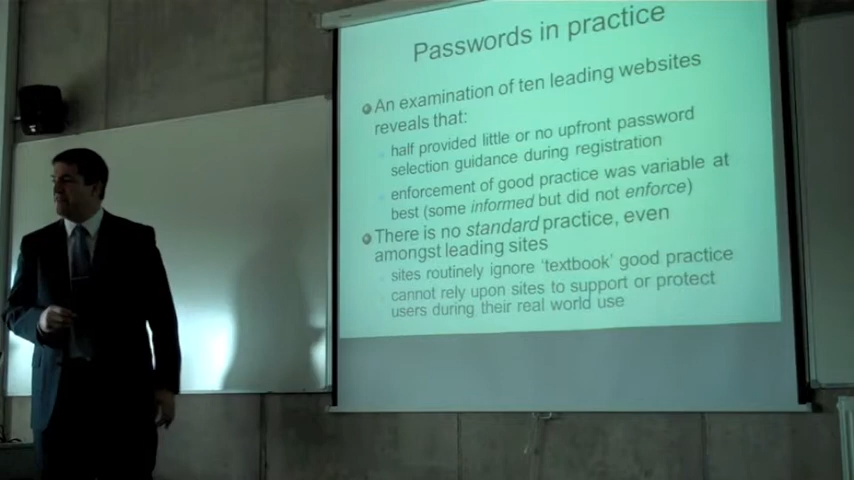 Passwords in practice
An examination of ten leading websites
reveals that:
half provided little or no upfront password
selection guidance during registration
enforcement of good practice was variable at
best (some informed but did not enforce)
There is no standard practice, even
amongst leading sites
sites routinely ignore ‘textbook’ good practice
cannot rely upon sites to support or protect
users during their real world use